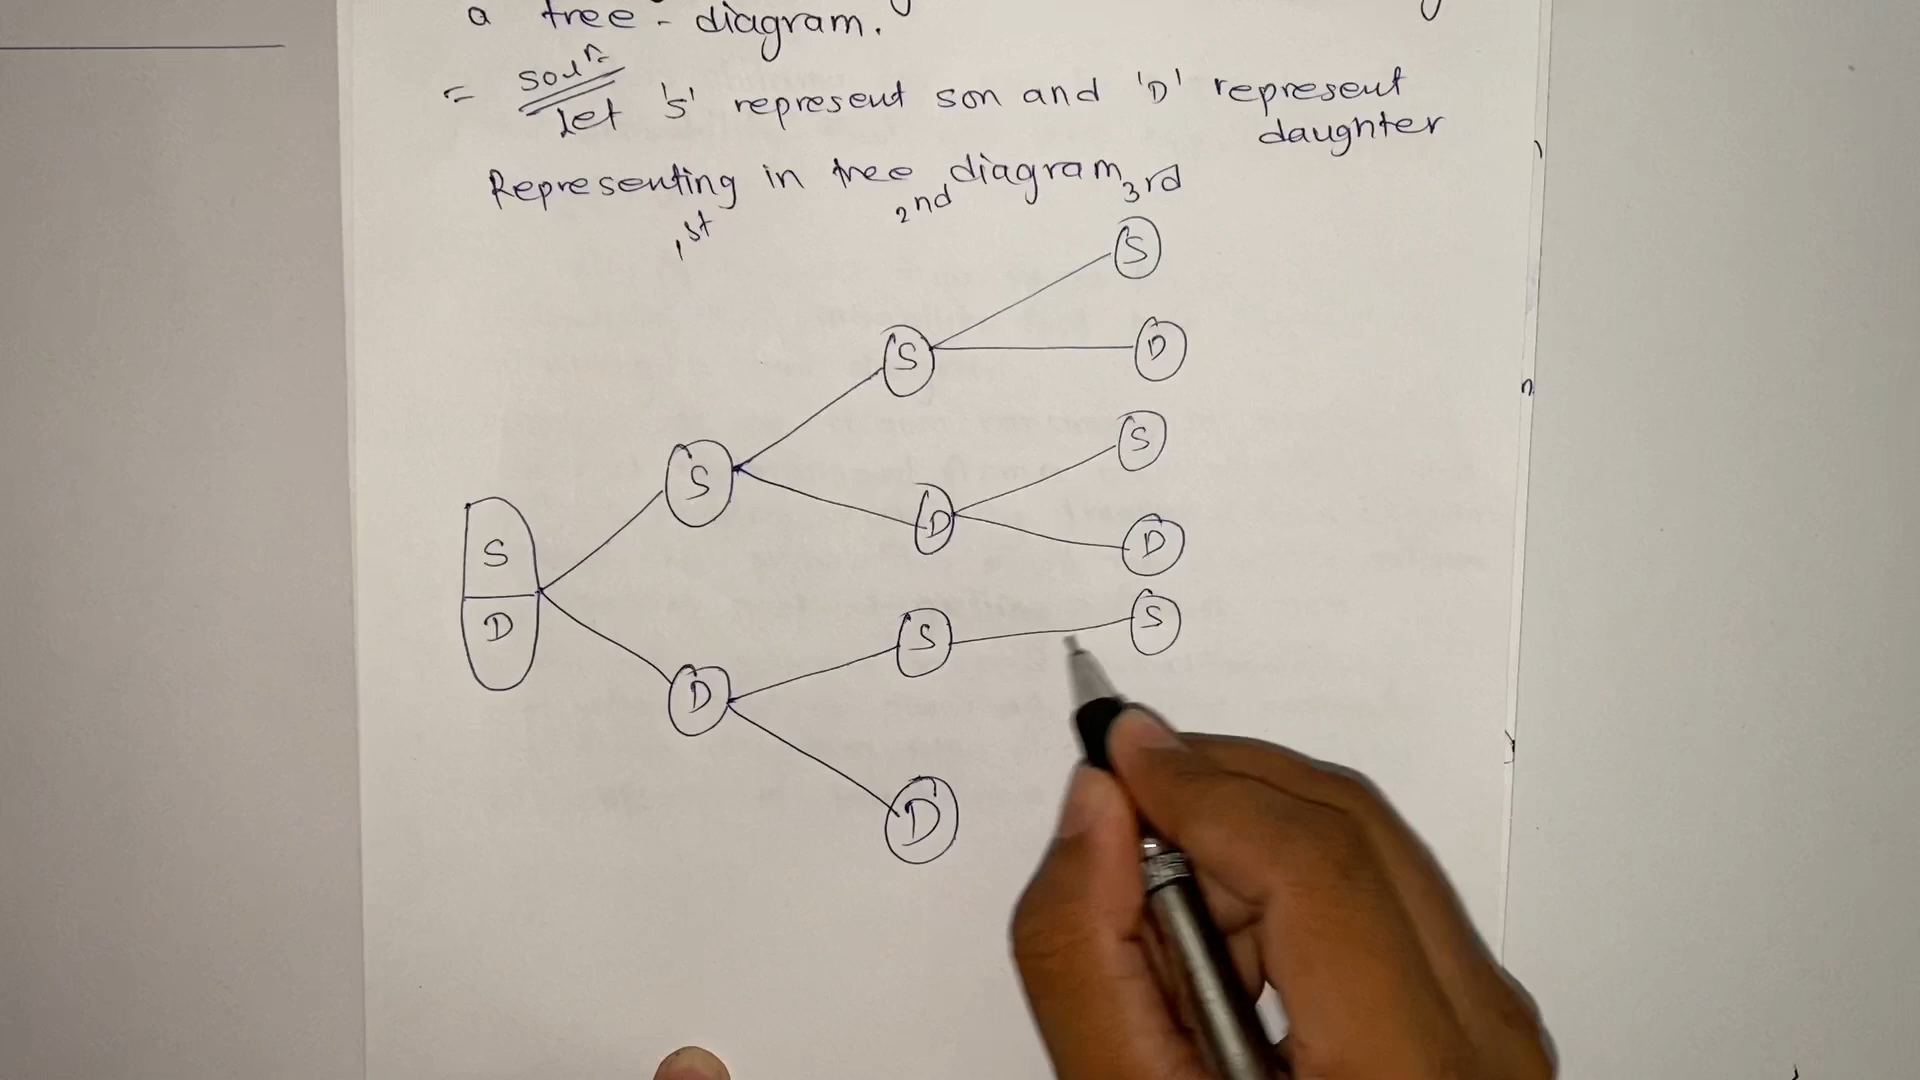 a tree - diagram.
= solⁿ
Let 'S' represent son and 'D' represent
daughter
Representing in tree diagram
1st 2nd 3rd
S
S D
S S
D D
S
D S S
D
D